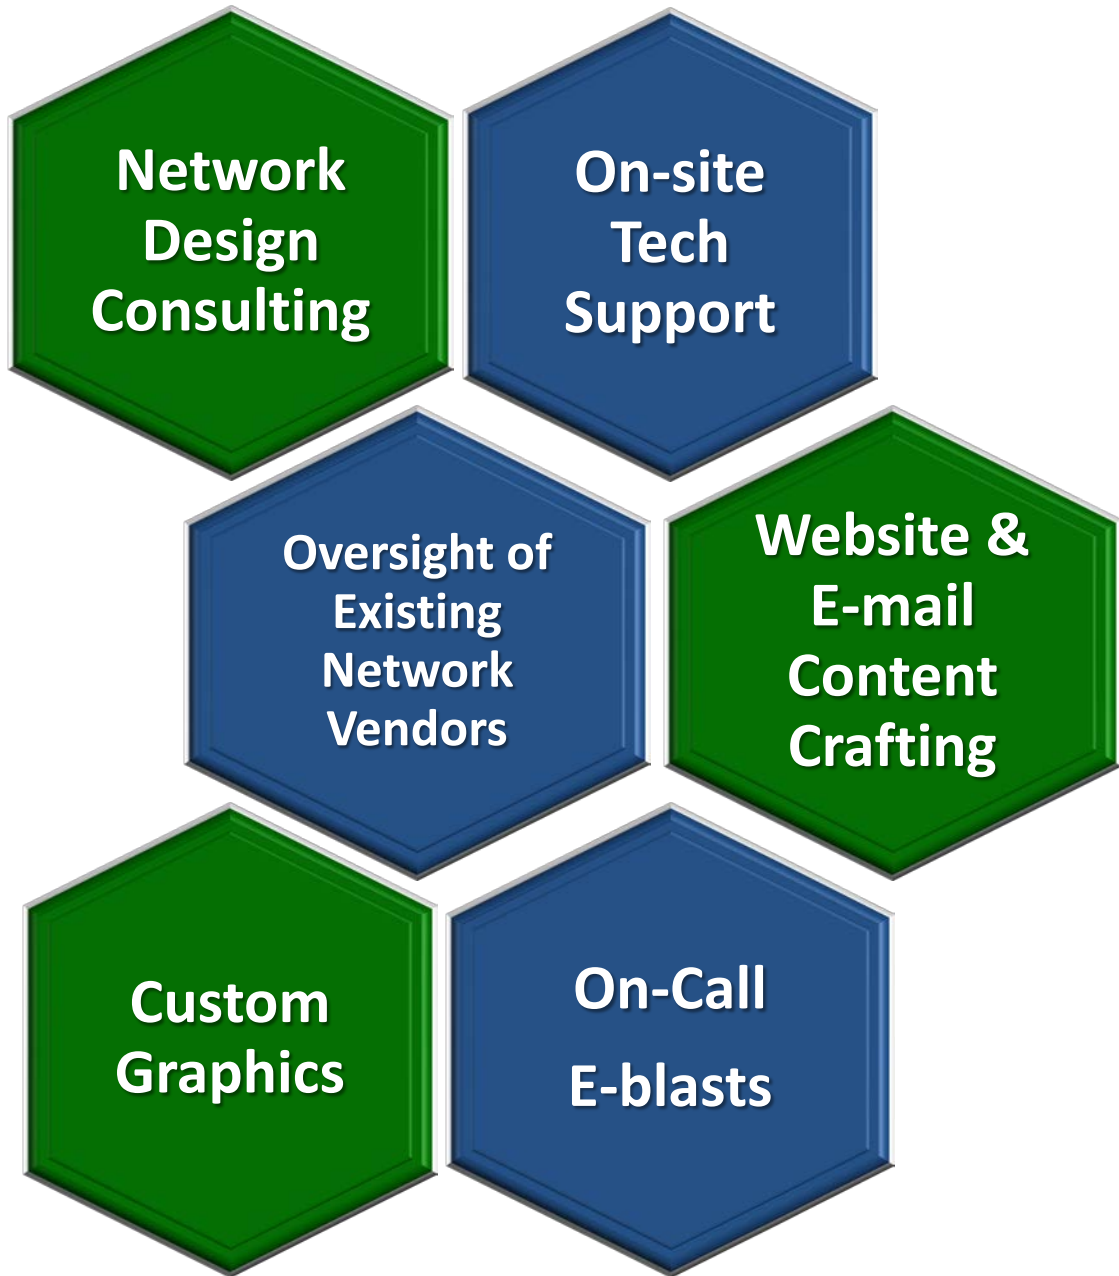 Network
Design
Consulting
On-site
Tech
Support
Oversight of
Existing
Network
Vendors
Website &
E-mail
Content
Crafting
Custom
Graphics
On-Call
E-blasts